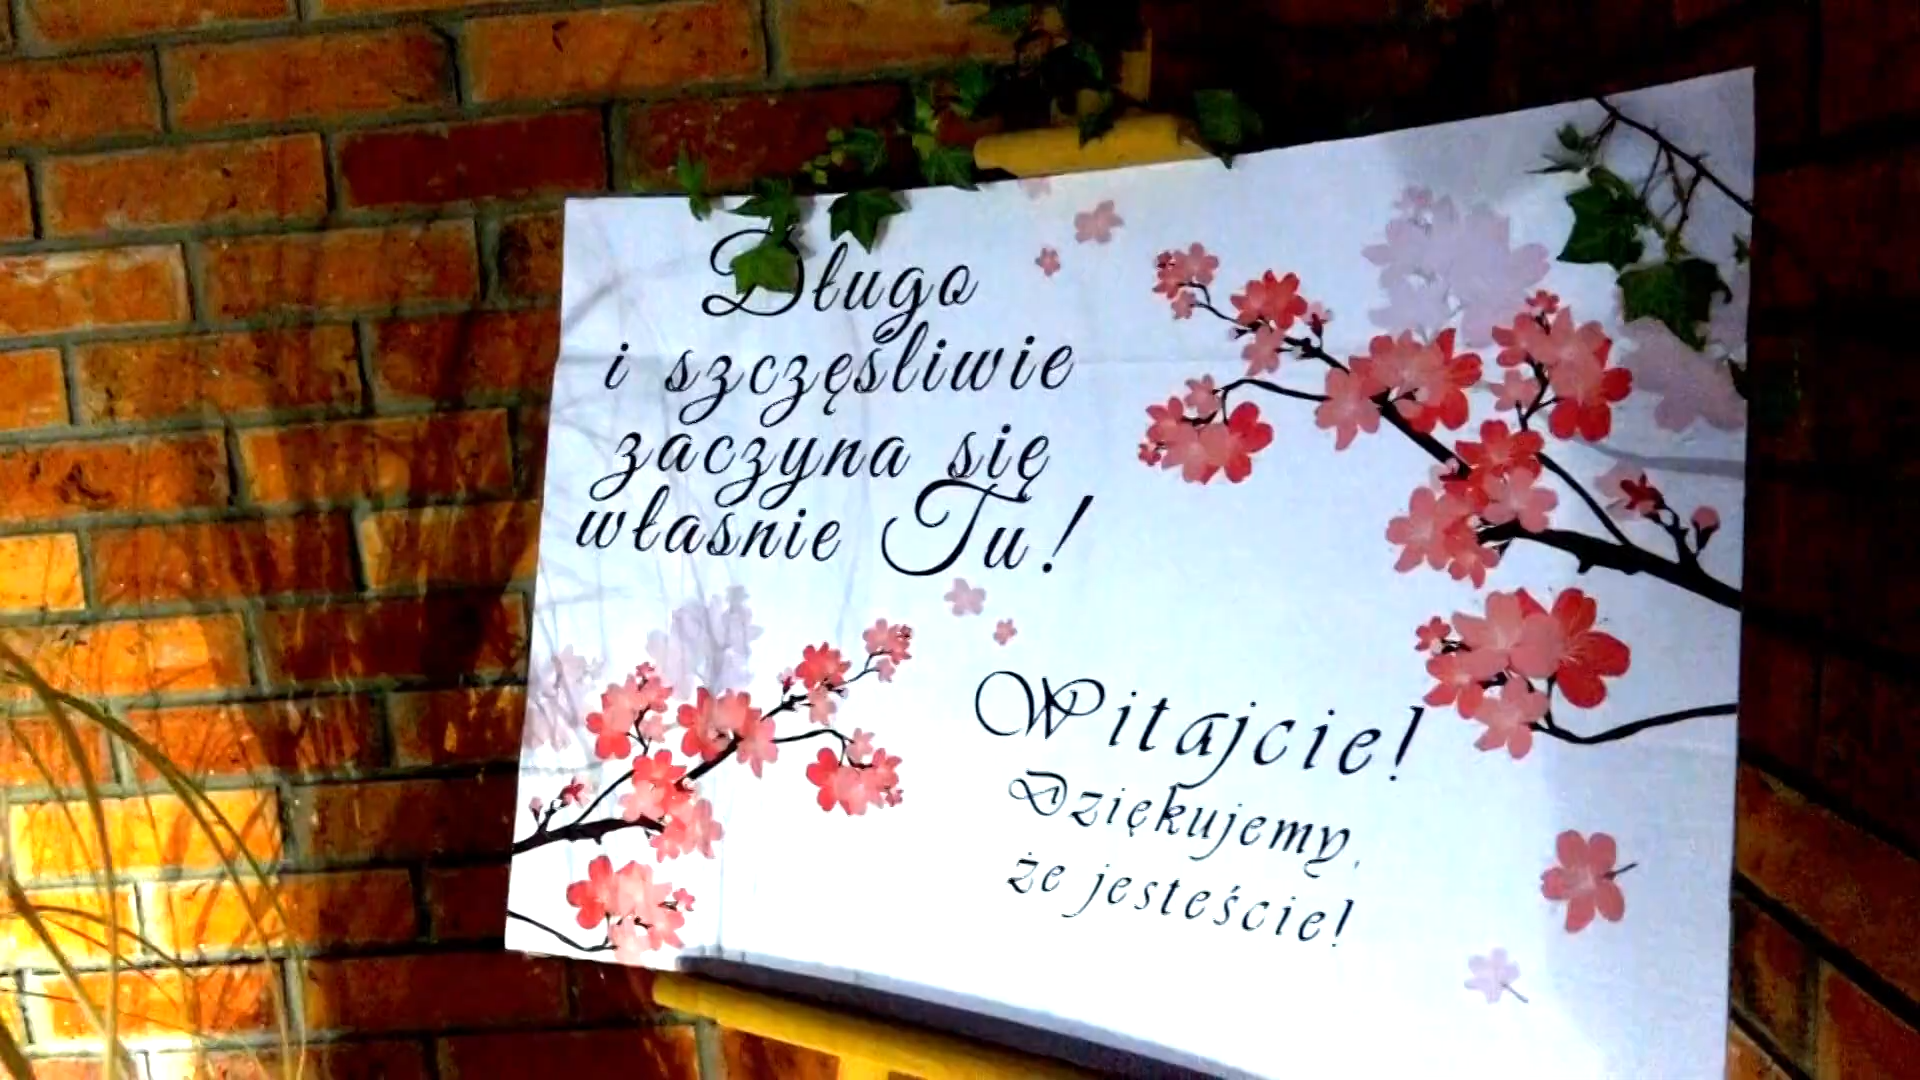 Długo
i szczęśliwie
zaczyna się
właśnie Tu!
Witajcie!
Dziękujemy,
że jesteście!